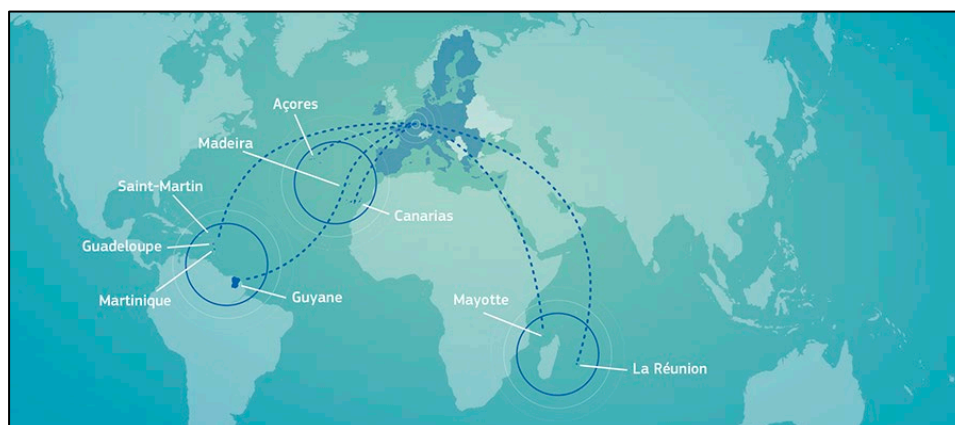 Açores
Madeira
Saint-Martin
Canarias
Guadeloupe
Martinique
Guyane
Mayotte
La Réunion